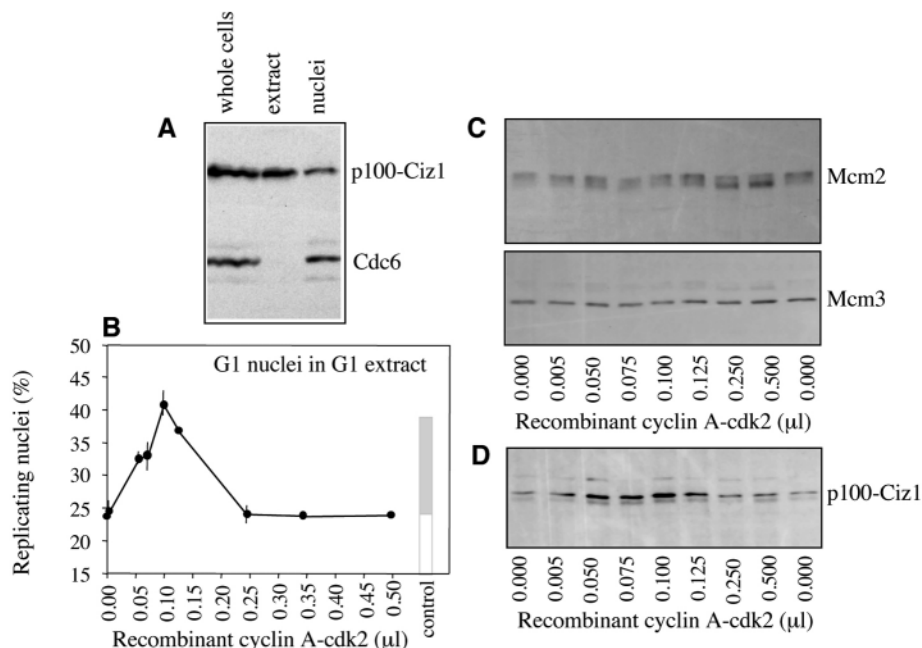 whole cells
extract
nuclei
A
p100-Ciz1
Cdc6
B
G1 nuclei in G1 extract
Replicating nuclei (%)
50
45
40
35
30
25
20
15
0.00
0.05
0.10
0.15
0.20
0.25
0.30
0.35
0.40
0.45
0.50
control
Recombinant cyclin A-cdk2 (µl)
C
Mcm2
Mcm3
0.000
0.005
0.050
0.075
0.100
0.125
0.250
0.500
0.000
Recombinant cyclin A-cdk2 (µl)
D
p100-Ciz1
0.000
0.005
0.050
0.075
0.100
0.125
0.250
0.500
0.000
Recombinant cyclin A-cdk2 (µl)